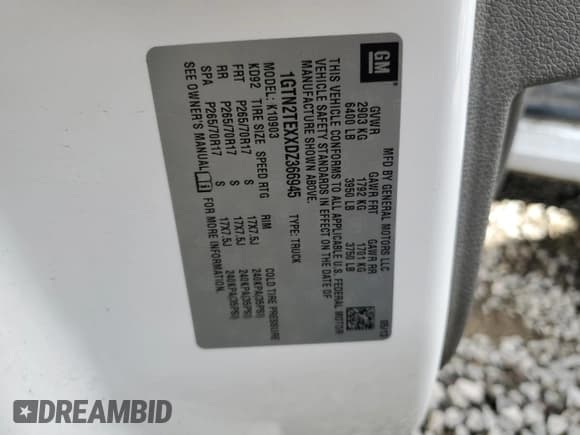 GM
MFD BY GENERAL MOTORS LLC 05/13
GVWR GAWR FRT GAWR RR
2903 KG 1792 KG 1701 KG
6400 LB 3950 LB 3750 LB
THIS VEHICLE CONFORMS TO ALL APPLICABLE U.S. FEDERAL MOTOR
VEHICLE SAFETY STANDARDS IN EFFECT ON THE DATE OF
MANUFACTURE SHOWN ABOVE.
1GTN2TEXXDZ366945 TYPE: TRUCK
MODEL: K10903
KD92 TIRE SIZE SPEED RTG RIM COLD TIRE PRESSURE
FRT P265/70R17 S 17X7.5J 240KPA(35PSI)
RR P265/70R17 S 17X7.5J 240KPA(35PSI)
SPA P265/70R17 S 17X7.5J 240KPA(35PSI)
SEE OWNER'S MANUAL FOR MORE INFORMATION.
DREAMBID